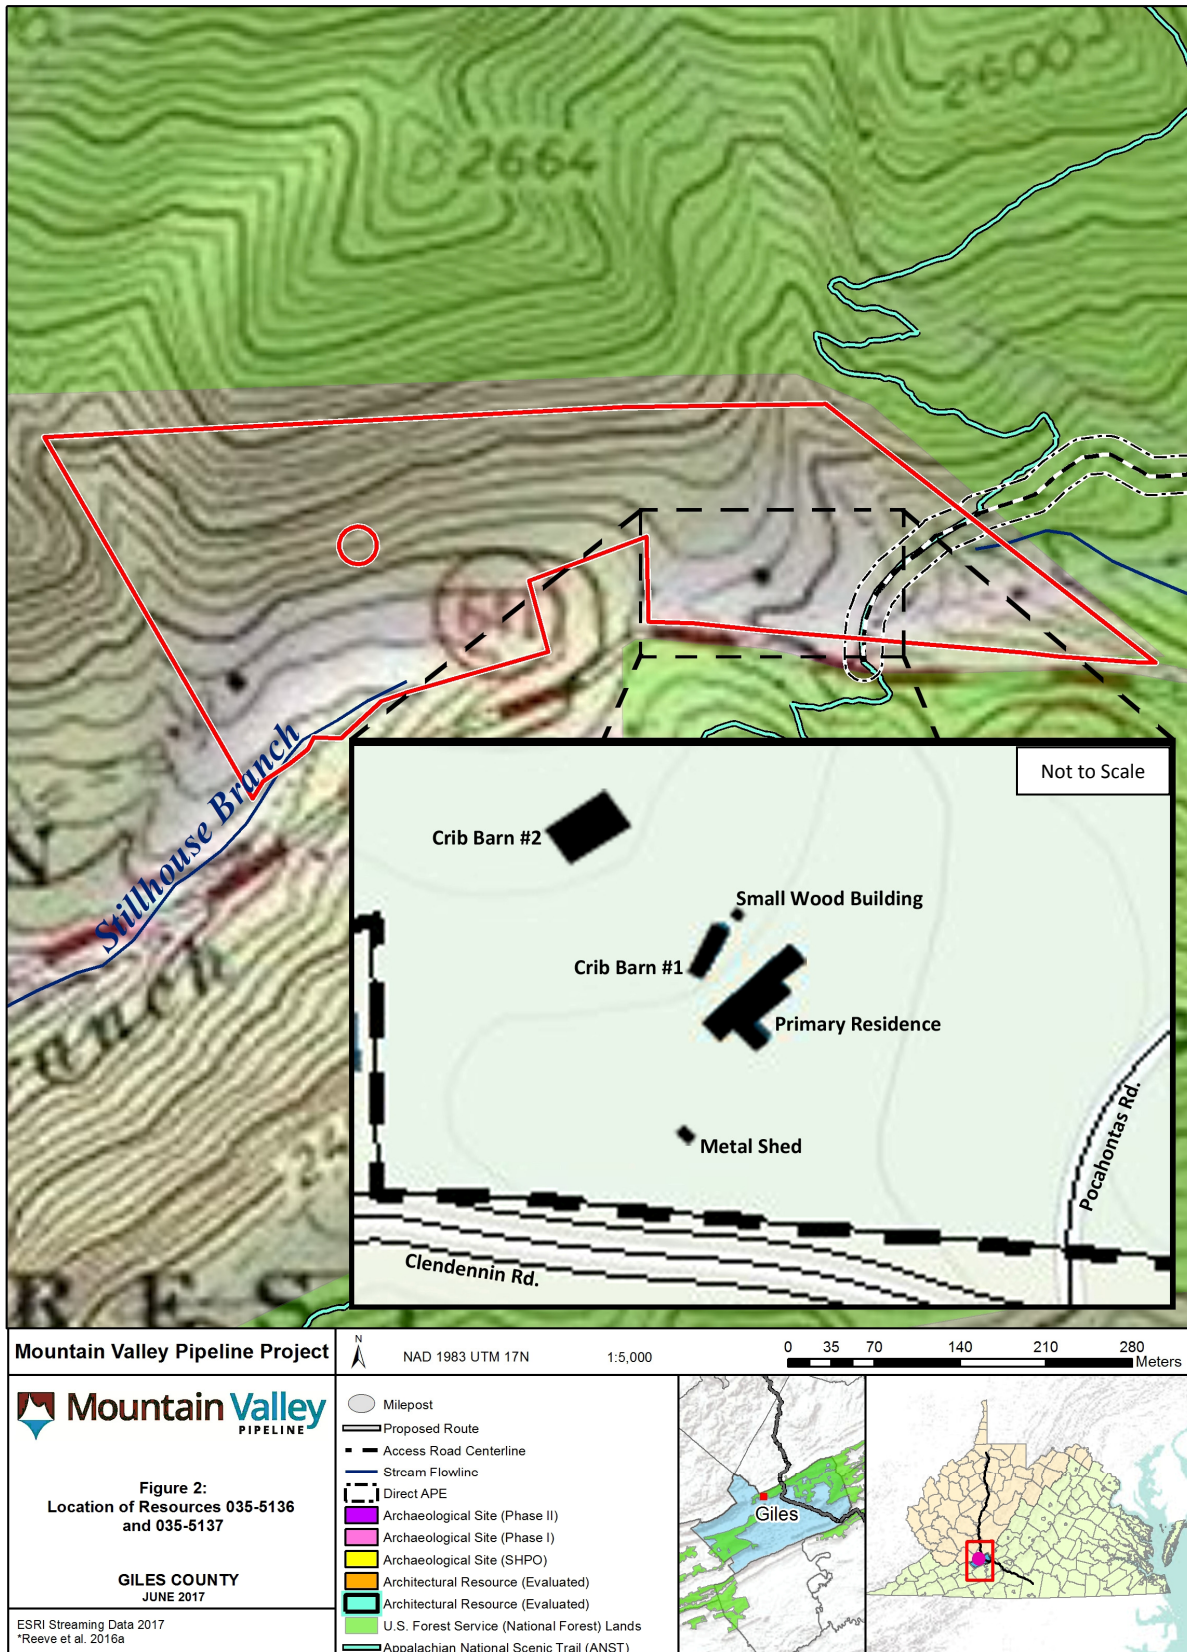 2600
2664
Stillhouse Branch
anch
24
R E S
Not to Scale
Crib Barn #2
Small Wood Building
Crib Barn #1
Primary Residence
Metal Shed
Pocahontas Rd.
Clendennin Rd.
Mountain Valley Pipeline Project
N
NAD 1983 UTM 17N
1:5,000
0 35 70 140 210 280
Meters
Mountain Valley
PIPELINE
Figure 2:
Location of Resources 035-5136
and 035-5137
GILES COUNTY
JUNE 2017
ESRI Streaming Data 2017
*Reeve et al. 2016a
Milepost
Proposed Route
Access Road Centerline
Stream Flowline
Direct APE
Archaeological Site (Phase II)
Archaeological Site (Phase I)
Archaeological Site (SHPO)
Architectural Resource (Evaluated)
Architectural Resource (Evaluated)
U.S. Forest Service (National Forest) Lands
Appalachian National Scenic Trail (ANST)
Giles